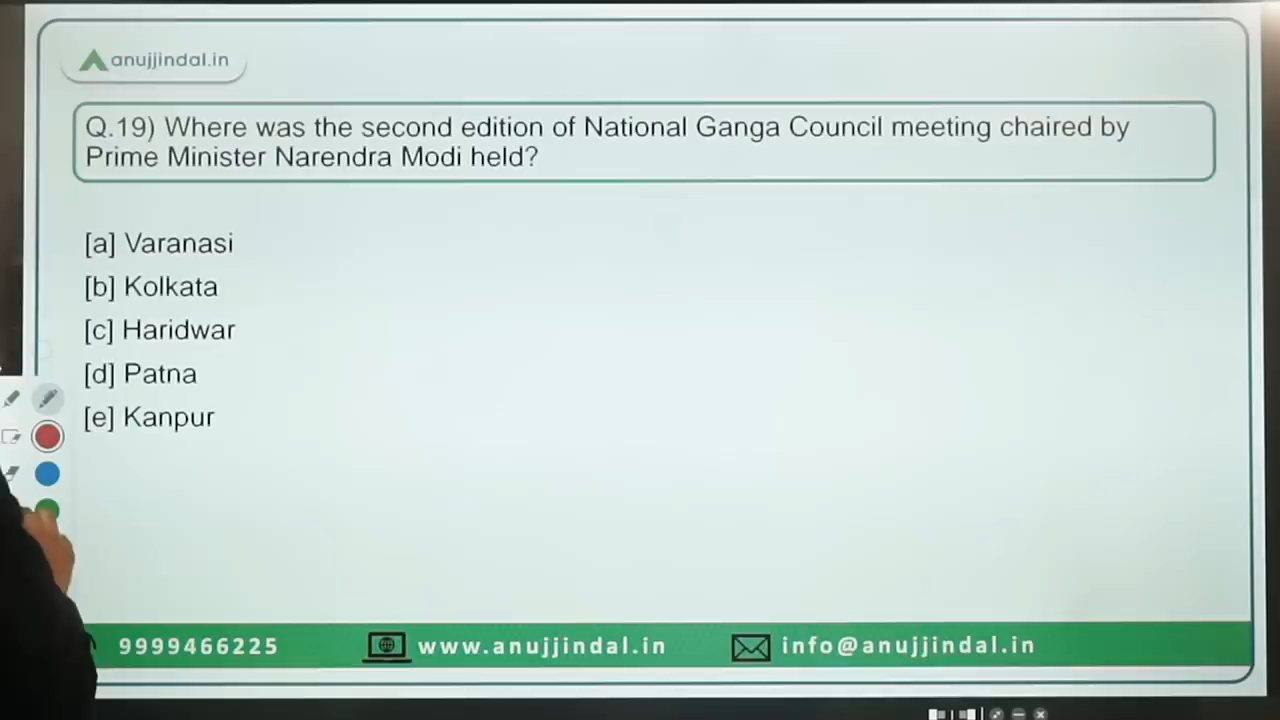 anujjindal.in
Q.19) Where was the second edition of National Ganga Council meeting chaired by
Prime Minister Narendra Modi held?
[a] Varanasi
[b] Kolkata
[c] Haridwar
[d] Patna
[e] Kanpur
9999466225 www.anujjindal.in info@anujjindal.in